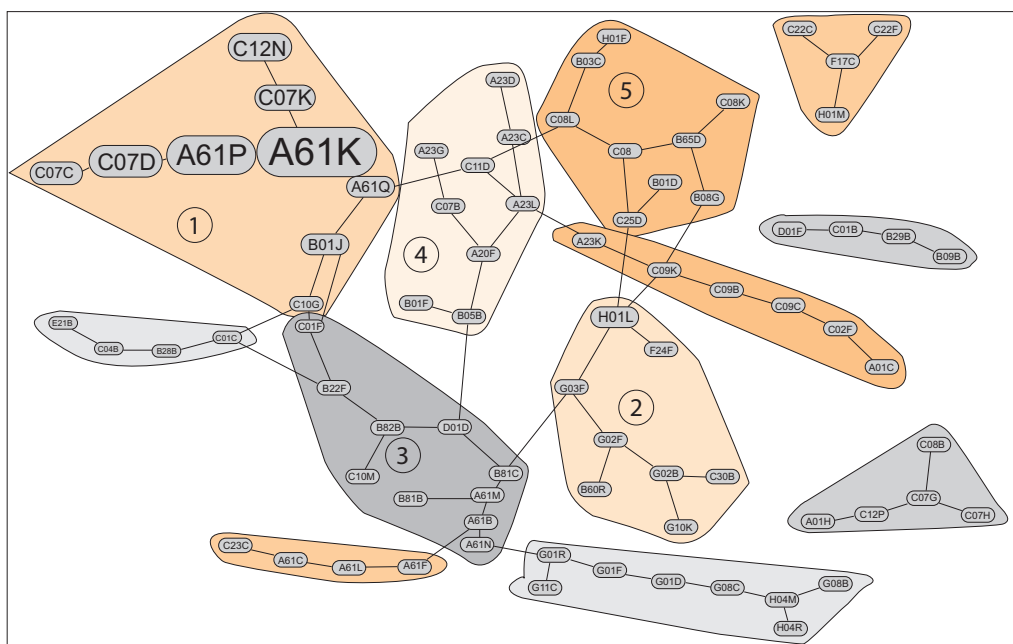 C12N
C07K
C07C
C07D
A61P
A61K
A61Q
1
B01J
C10G
C01F
A23D
A23C
A23G
C11D
C07B
A23L
4
A20F
B01F
B05B
H01F
B03C
5
C08K
C08L
C08
B65D
B01D
B08G
C25D
C22C
C22F
F17C
H01M
D01F
C01B
B29B
B09B
A23K
C09K
C09B
C09C
C02F
A01C
E21B
C04B
B28B
C01C
B22F
B82B
D01D
3
C10M
B81C
B81B
A61M
A61B
A61N
H01L
F24F
G03F
2
G02F
B60R
G02B
C30B
G10K
C08B
C07G
A01H
C12P
C07H
C23C
A61C
A61L
A61F
G01R
G11C
G01F
G01D
G08C
H04M
G08B
H04R